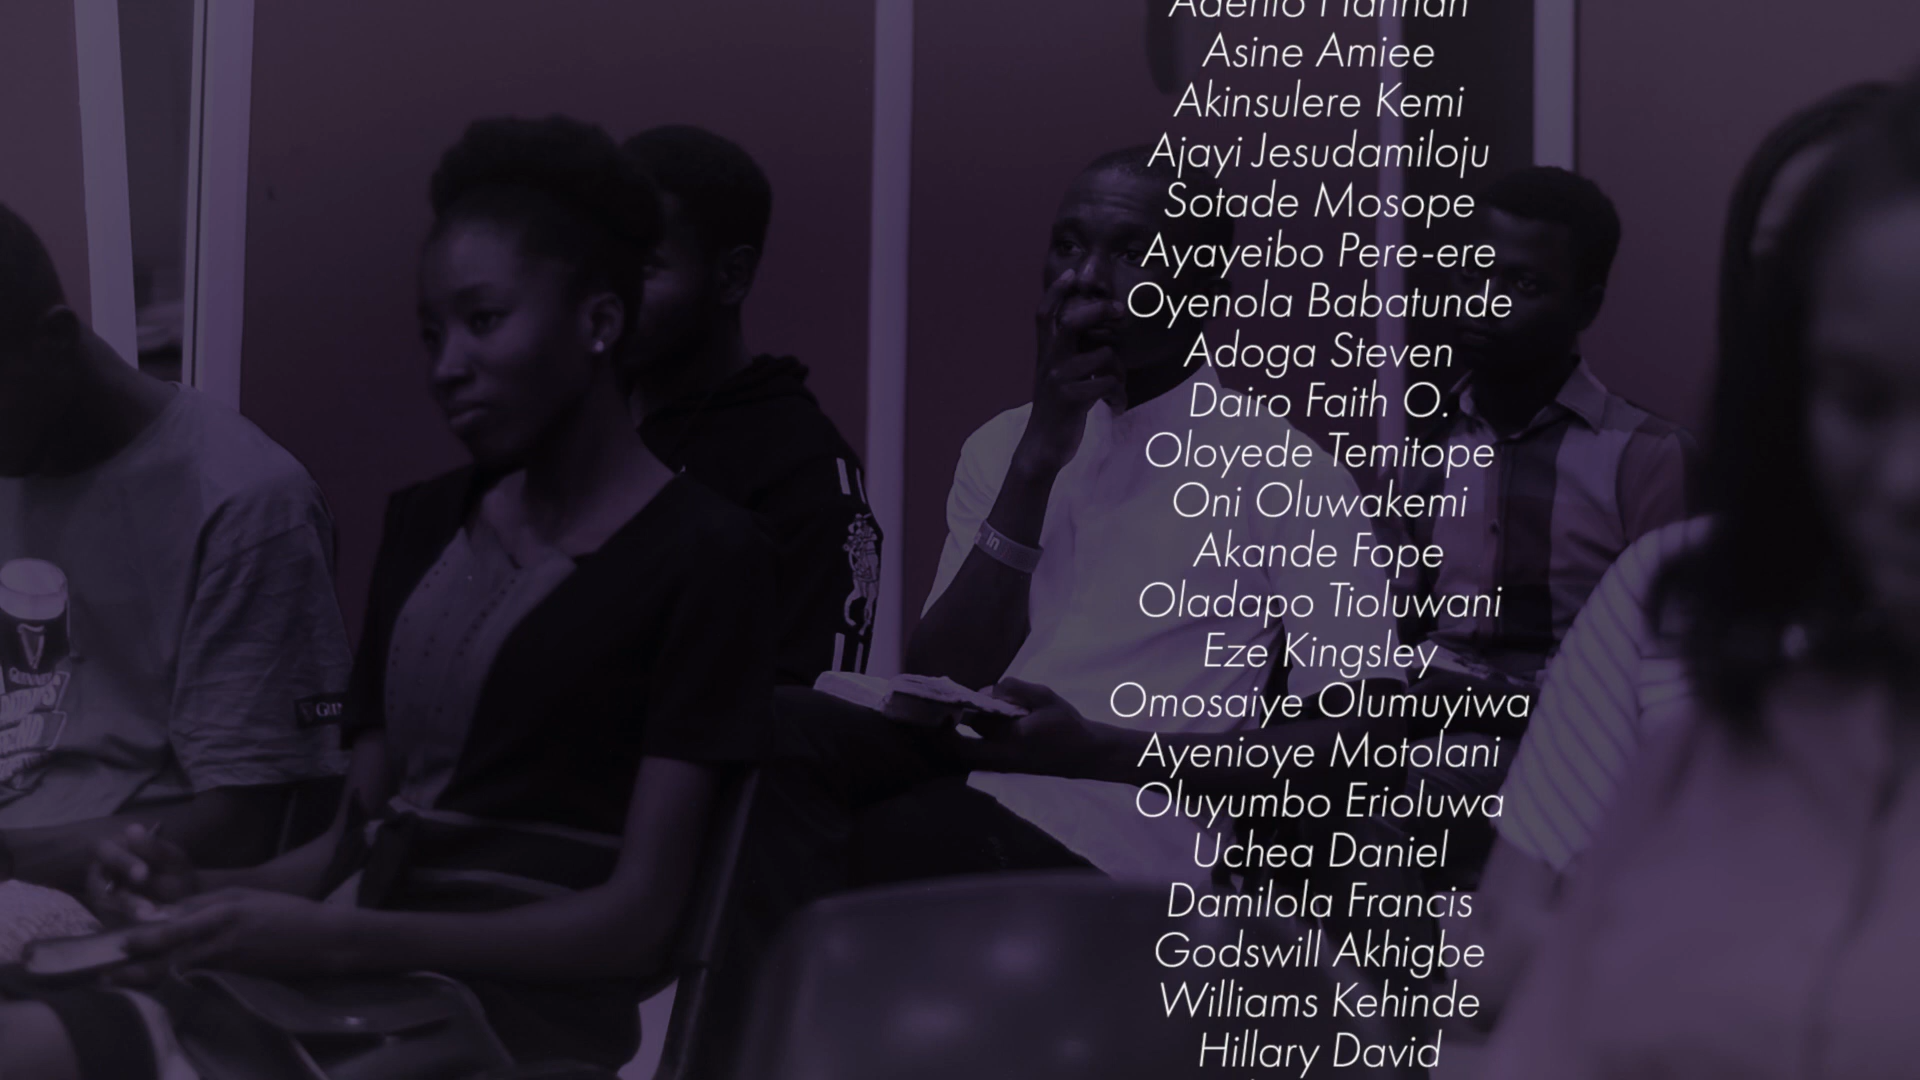 Asine Amiee
Akinsulere Kemi
Ajayi Jesudamiloju
Sotade Mosope
Ayayeibo Pere-ere
Oyenola Babatunde
Adoga Steven
Dairo Faith O.
Oloyede Temitope
Oni Oluwakemi
Akande Fope
Oladapo Tioluwani
Eze Kingsley
Omosaiye Olumuyiwa
Ayenioye Motolani
Oluyumbo Erioluwa
Uchea Daniel
Damilola Francis
Godswill Akhigbe
Williams Kehinde
Hillary David
In